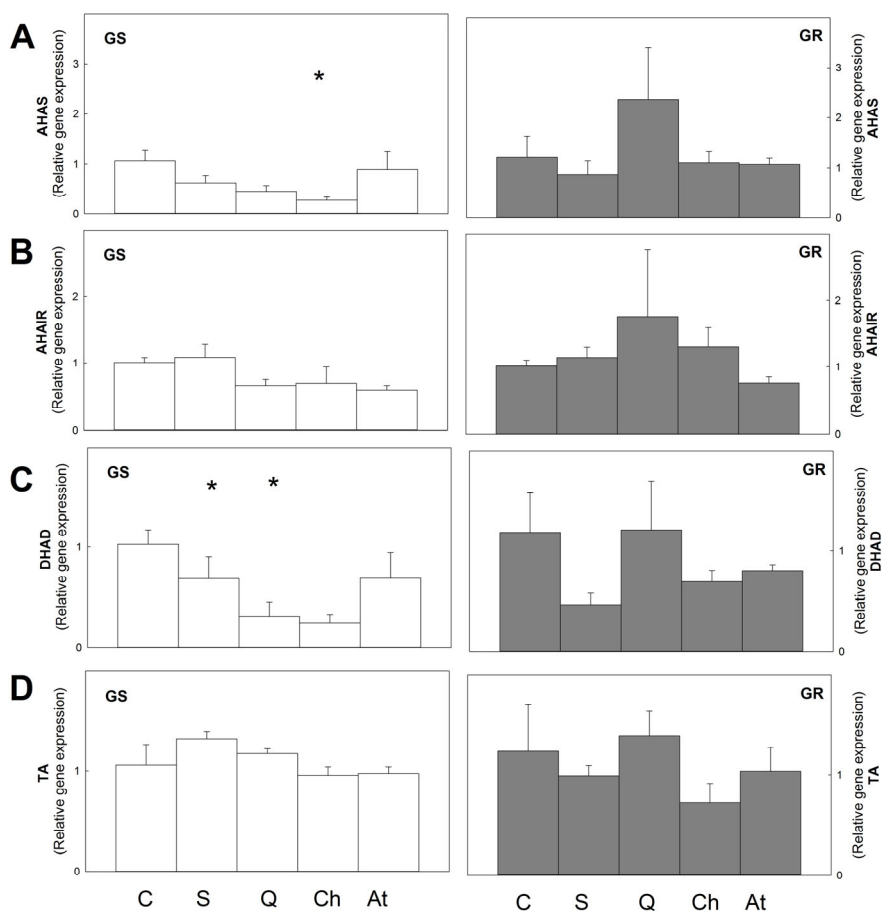 A
GS
*
AHAS
(Relative gene expression)
3
2
1
0
GR
3
2
1
0
AHAS
(Relative gene expression)
B
GS
AHAIR
(Relative gene expression)
2
1
0
GR
2
1
0
AHAIR
(Relative gene expression)
C
GS
* *
DHAD
(Relative gene expression)
1
0
GR
1
0
DHAD
(Relative gene expression)
D
GS
TA
(Relative gene expression)
1
0
GR
1
0
TA
(Relative gene expression)
C S Q Ch At
C S Q Ch At